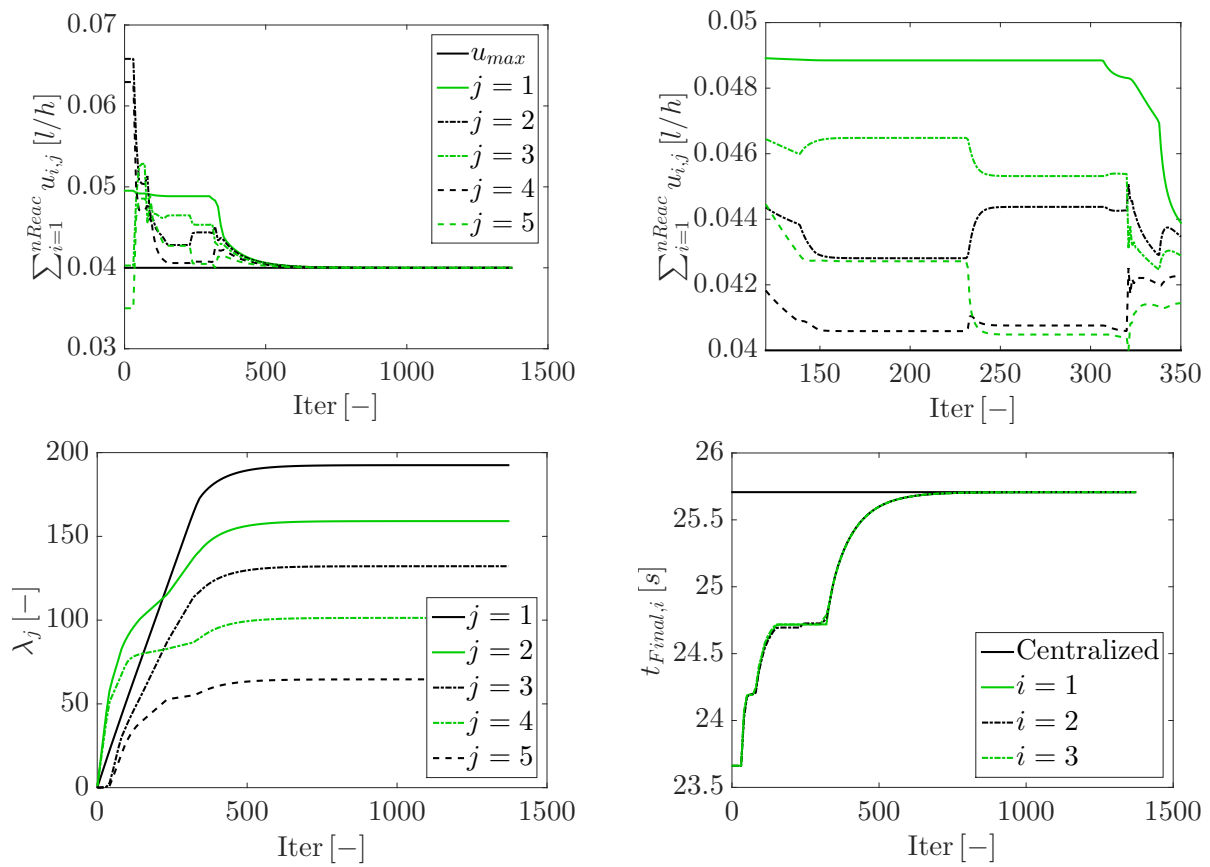 0.07
0.06
0.05
0.04
0.03
∑_{i=1}^{nReac} u_{i,j} [l/h]
0 500 1000 1500
Iter [−]
u_{max}
j = 1
j = 2
j = 3
j = 4
j = 5
0.05
0.048
0.046
0.044
0.042
0.04
∑_{i=1}^{nReac} u_{i,j} [l/h]
150 200 250 300 350
Iter [−]
200
150
100
50
0
λ_j [−]
0 500 1000 1500
Iter [−]
j = 1
j = 2
j = 3
j = 4
j = 5
26
25.5
25
24.5
24
23.5
t_{Final,i} [s]
0 500 1000 1500
Iter [−]
Centralized
i = 1
i = 2
i = 3